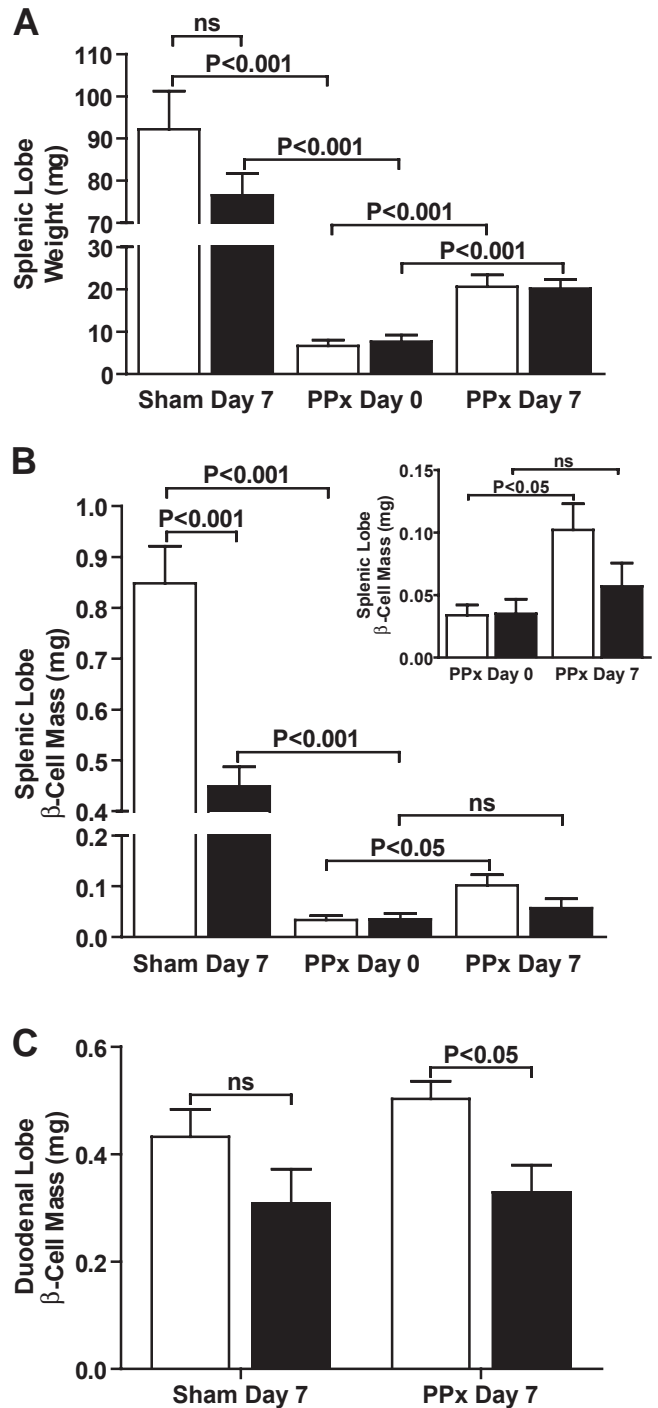 A
ns
P<0.001
P<0.001
P<0.001
P<0.001
Splenic Lobe
Weight (mg)
110
100
90
80
70
30
20
10
0
Sham Day 7 PPx Day 0 PPx Day 7
B
P<0.001
P<0.001
P<0.001
ns
P<0.05
Splenic Lobe
β-Cell Mass (mg)
1.0
0.9
0.8
0.7
0.6
0.5
0.4
0.2
0.1
0.0
Sham Day 7 PPx Day 0 PPx Day 7
ns
P<0.05
Splenic Lobe
β-Cell Mass (mg)
0.15
0.10
0.05
0.00
PPx Day 0 PPx Day 7
C
ns
P<0.05
Duodenal Lobe
β-Cell Mass (mg)
0.6
0.4
0.2
0.0
Sham Day 7 PPx Day 7